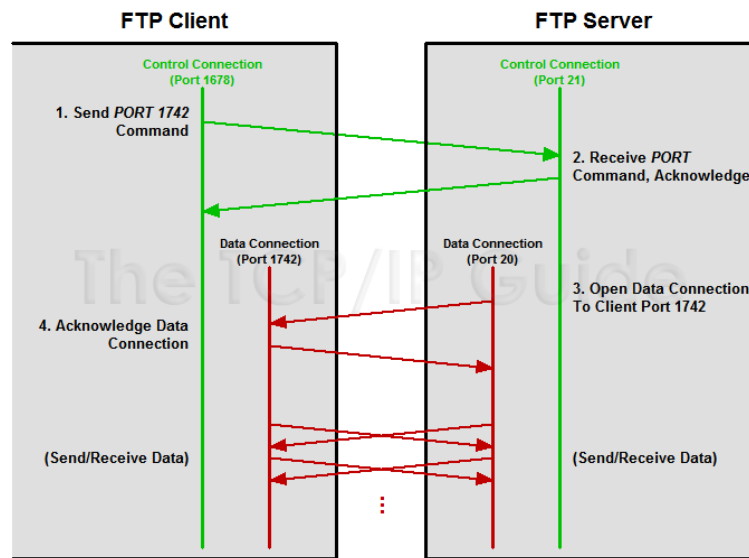 FTP Client
FTP Server
Control Connection
(Port 1678)
Control Connection
(Port 21)
1. Send PORT 1742
Command
2. Receive PORT
Command, Acknowledge
Data Connection
(Port 1742)
Data Connection
(Port 20)
The TCP/IP Guide
3. Open Data Connection
To Client Port 1742
4. Acknowledge Data
Connection
(Send/Receive Data)
(Send/Receive Data)